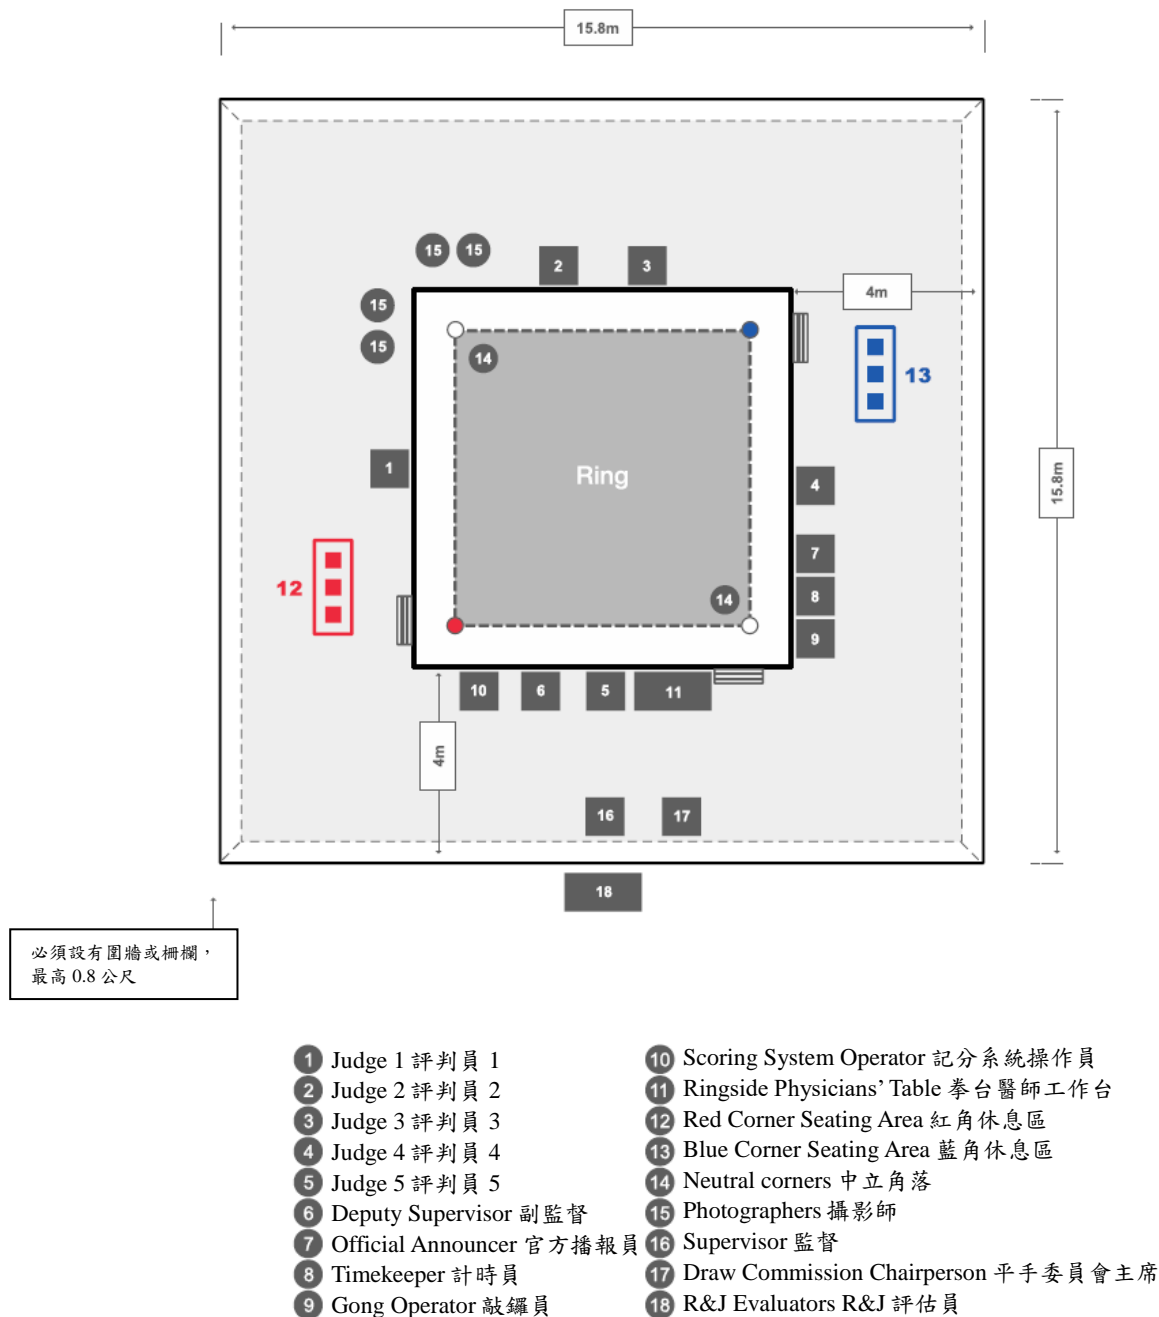 15.8m
15
15
2
3
4m
15
15
14
13
1
Ring
4
15.8m
7
12
8
14
9
10
6
5
11
4m
16
17
18
必須設有圍牆或柵欄，
最高 0.8 公尺
1 Judge 1 評判員 1
2 Judge 2 評判員 2
3 Judge 3 評判員 3
4 Judge 4 評判員 4
5 Judge 5 評判員 5
6 Deputy Supervisor 副監督
7 Official Announcer 官方播報員
8 Timekeeper 計時員
9 Gong Operator 敲鑼員
10 Scoring System Operator 記分系統操作員
11 Ringside Physicians’ Table 拳台醫師工作台
12 Red Corner Seating Area 紅角休息區
13 Blue Corner Seating Area 藍角休息區
14 Neutral corners 中立角落
15 Photographers 攝影師
16 Supervisor 監督
17 Draw Commission Chairperson 平手委員會主席
18 R&J Evaluators R&J 評估員